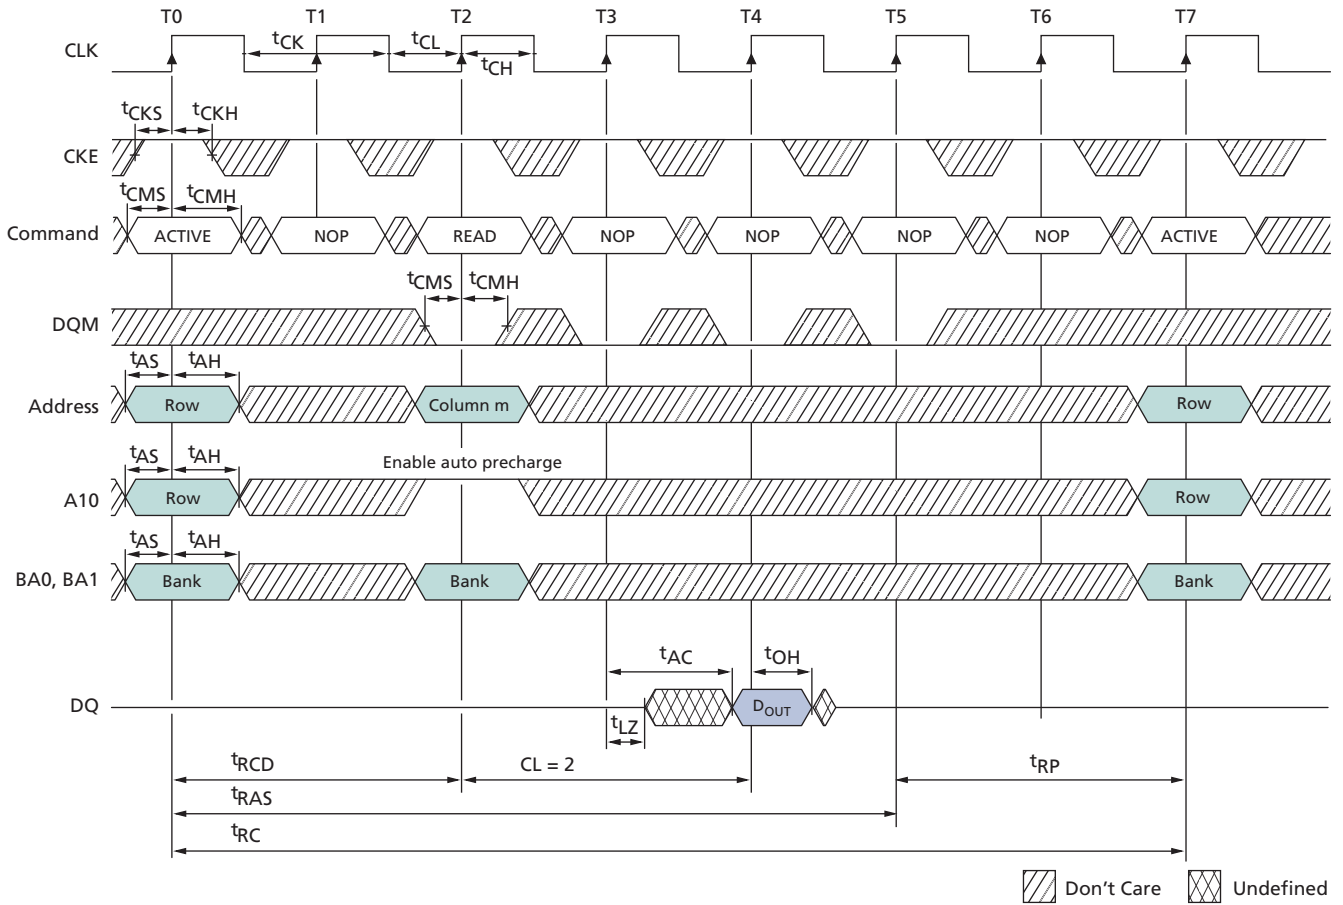 T0 T1 T2 T3 T4 T5 T6 T7
CLK tCK tCL tCH
tCKS tCKH
CKE
tCMS tCMH
Command ACTIVE NOP READ NOP NOP NOP NOP ACTIVE
tCMS tCMH
DQM
tAS tAH
Address Row Column m Row
tAS tAH Enable auto precharge
A10 Row Row
tAS tAH
BA0, BA1 Bank Bank Bank
tAC tOH
DQ DOUT
tLZ
tRCD CL = 2 tRP
tRAS
tRC
Don't Care Undefined